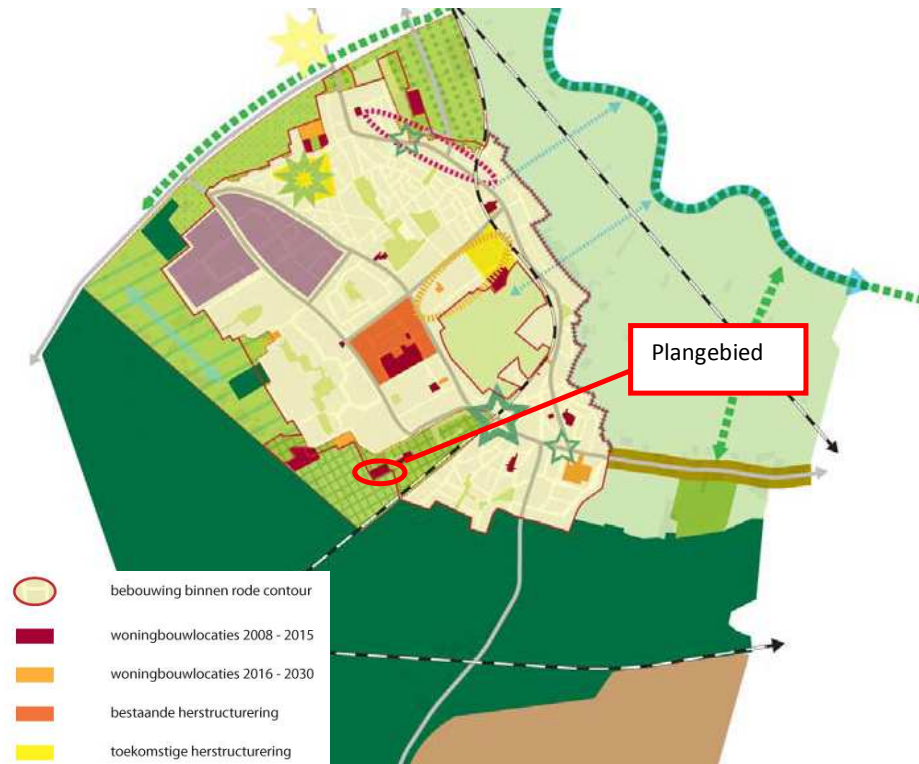 Plangebied
bebouwing binnen rode contour
woningbouwlocaties 2008 - 2015
woningbouwlocaties 2016 - 2030
bestaande herstructurering
toekomstige herstructurering